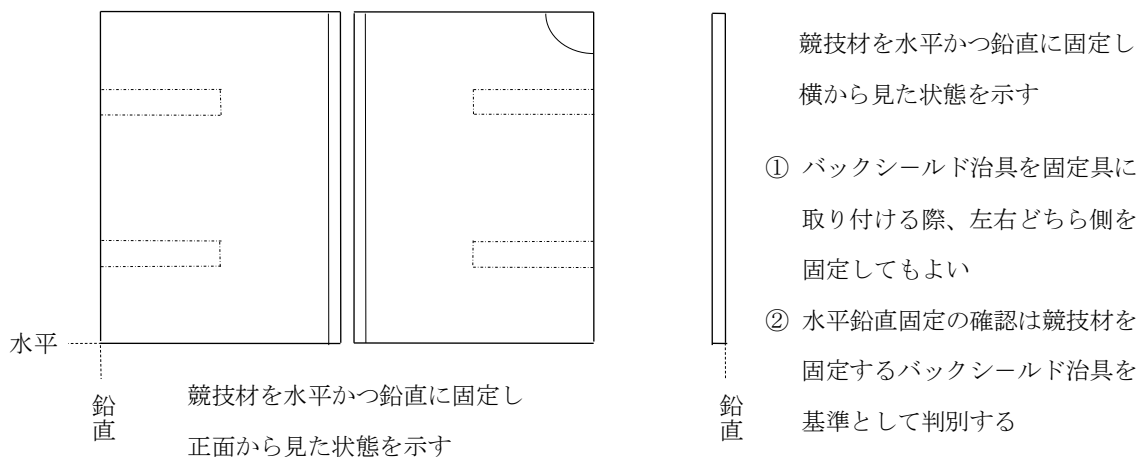 水平
鉛直
競技材を水平かつ鉛直に固定し
正面から見た状態を示す
鉛直
競技材を水平かつ鉛直に固定し
横から見た状態を示す
① バックシールド治具を固定具に
取り付ける際、左右どちら側を
固定してもよい
② 水平鉛直固定の確認は競技材を
固定するバックシールド治具を
基準として判別する